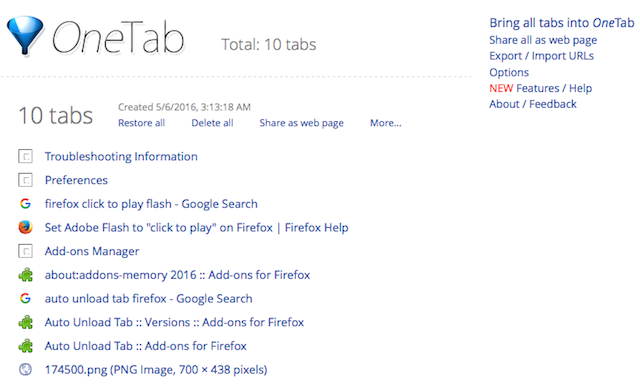 OneTab
Total: 10 tabs
Bring all tabs into OneTab
Share all as web page
Export / Import URLs
Options
NEW Features / Help
About / Feedback
10 tabs
Created 5/6/2016, 3:13:18 AM
Restore all Delete all Share as web page More...
Troubleshooting Information
Preferences
firefox click to play flash - Google Search
Set Adobe Flash to "click to play" on Firefox | Firefox Help
Add-ons Manager
about:addons-memory 2016 :: Add-ons for Firefox
auto unload tab firefox - Google Search
Auto Unload Tab :: Versions :: Add-ons for Firefox
Auto Unload Tab :: Add-ons for Firefox
174500.png (PNG Image, 700 × 438 pixels)